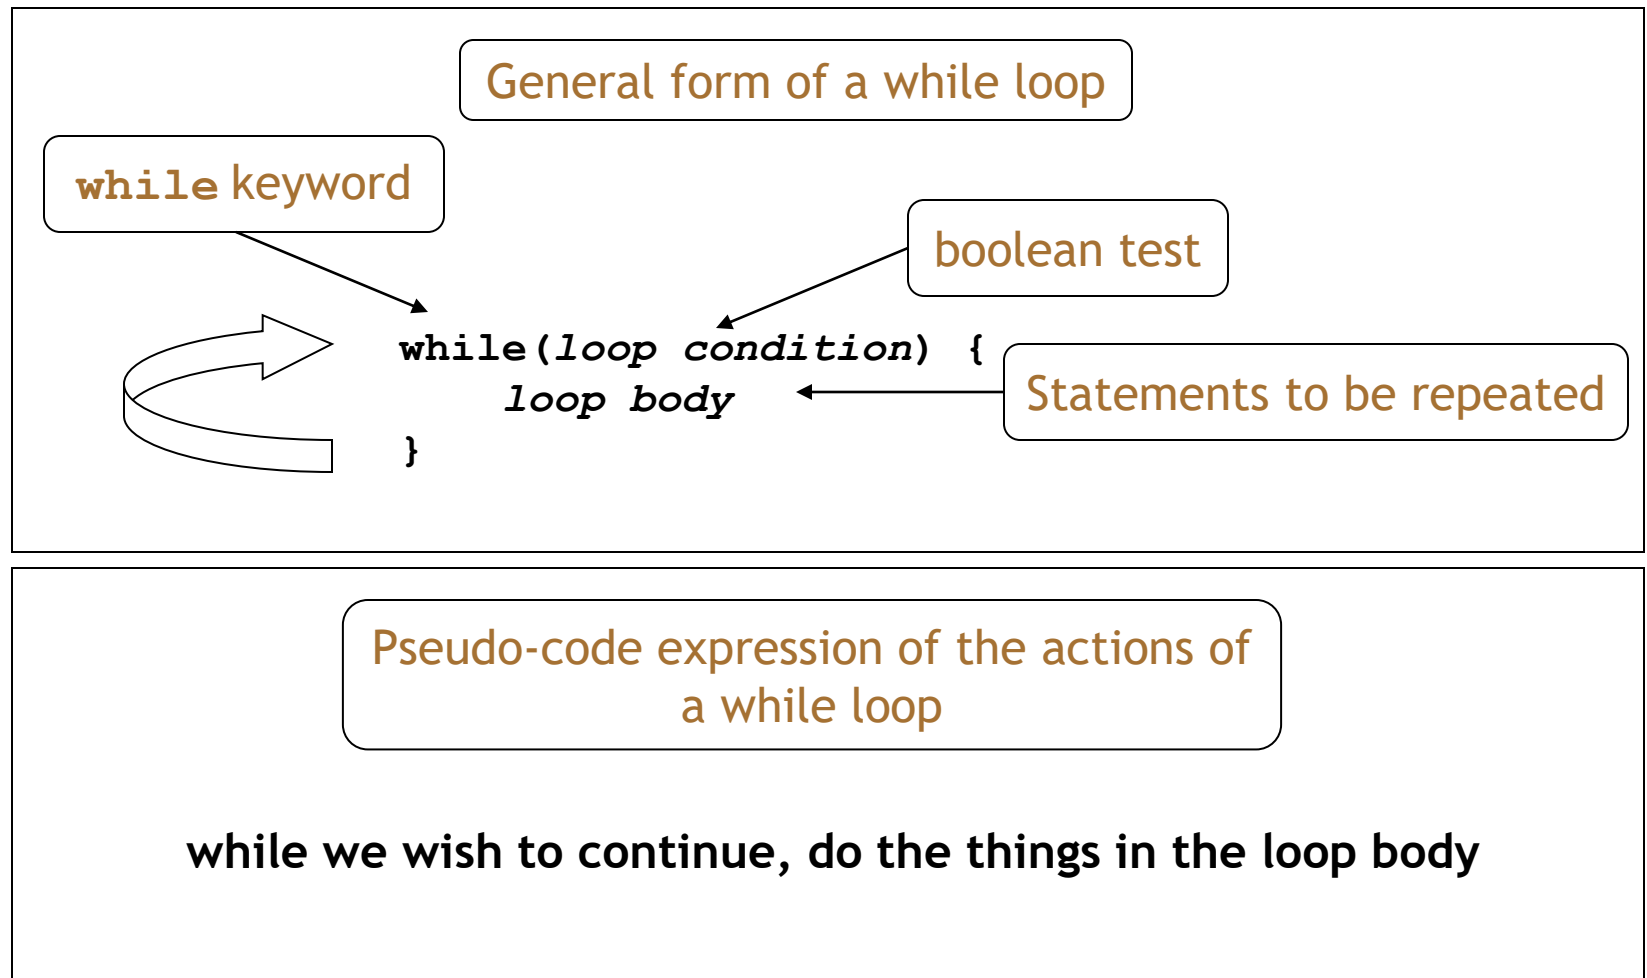 General form of a while loop
while keyword
boolean test
while(loop condition) {
loop body
Statements to be repeated
}
Pseudo-code expression of the actions of
a while loop
while we wish to continue, do the things in the loop body